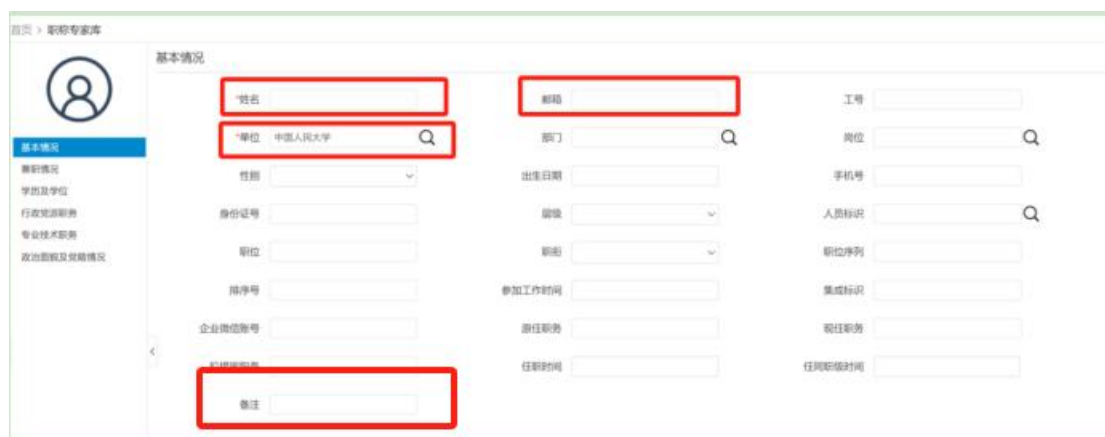 首页 > 职称专家库
基本情况
*姓名 邮箱 工号
*单位 中国人民大学 部门 岗位
性别 出生日期 手机号
身份证号 层级 人员标识
职位 职衔 职位序列
排序号 参加工作时间 集成标识
企业微信账号 原任职务 现任职务
任职时间 任同职级时间
备注
基本情况
兼职情况
学历及学位
行政党派职务
专业技术职务
政治面貌及党籍情况